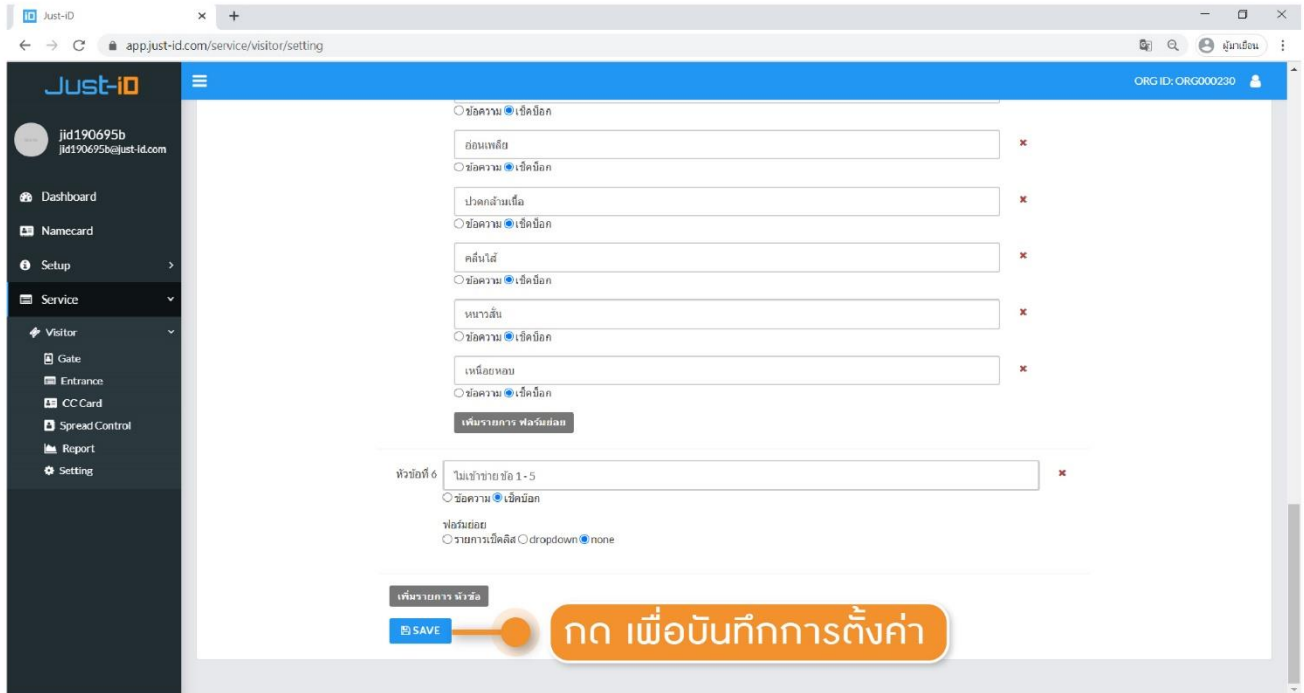 Just-iD
app.just-id.com/service/visitor/setting
ผู้มาเยือน
Just-iD
ORG ID: ORG000230
jid190695b
jid190695b@just-id.com
Dashboard
Namecard
Setup
Service
Visitor
Gate
Entrance
CC Card
Spread Control
Report
Setting
ข้อความ เช็คบ็อก
อ่อนเพลีย
ข้อความ เช็คบ็อก
ปวดกล้ามเนื้อ
ข้อความ เช็คบ็อก
คลื่นใส้
ข้อความ เช็คบ็อก
หนาวสั่น
ข้อความ เช็คบ็อก
เหนื่อยหอบ
ข้อความ เช็คบ็อก
เพิ่มรายการ ฟอร์มย่อย
หัวข้อที่ 6 ไม่เข้าข่าย ข้อ 1 - 5
ข้อความ เช็คบ็อก
ฟอร์มย่อย
รายการเช็คลิส dropdown none
เพิ่มรายการ หัวข้อ
SAVE กด เพื่อบันทึกการตั้งค่า